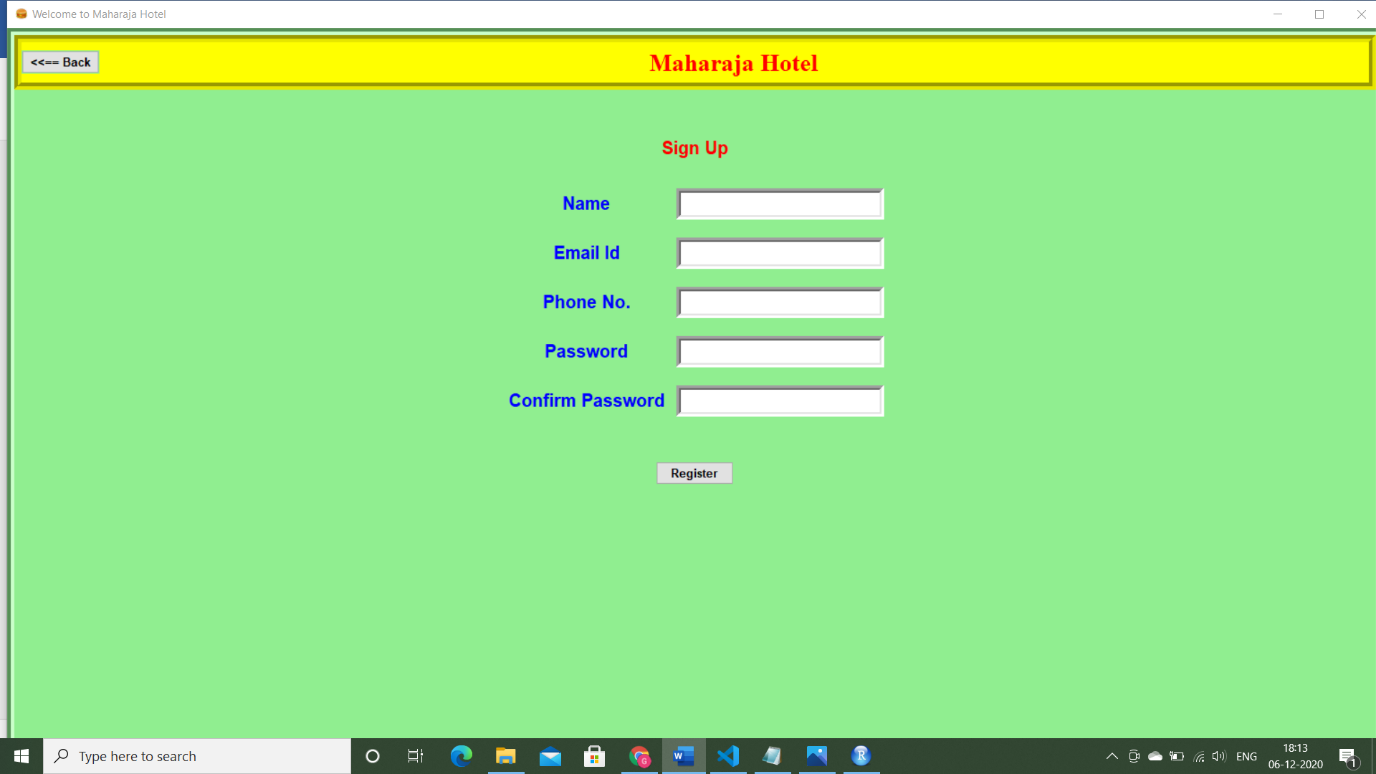 Welcome to Maharaja Hotel
<<== Back
Maharaja Hotel
Sign Up
Name
Email Id
Phone No.
Password
Confirm Password
Register
Type here to search
G
W
R
ENG
18:13
06-12-2020
1